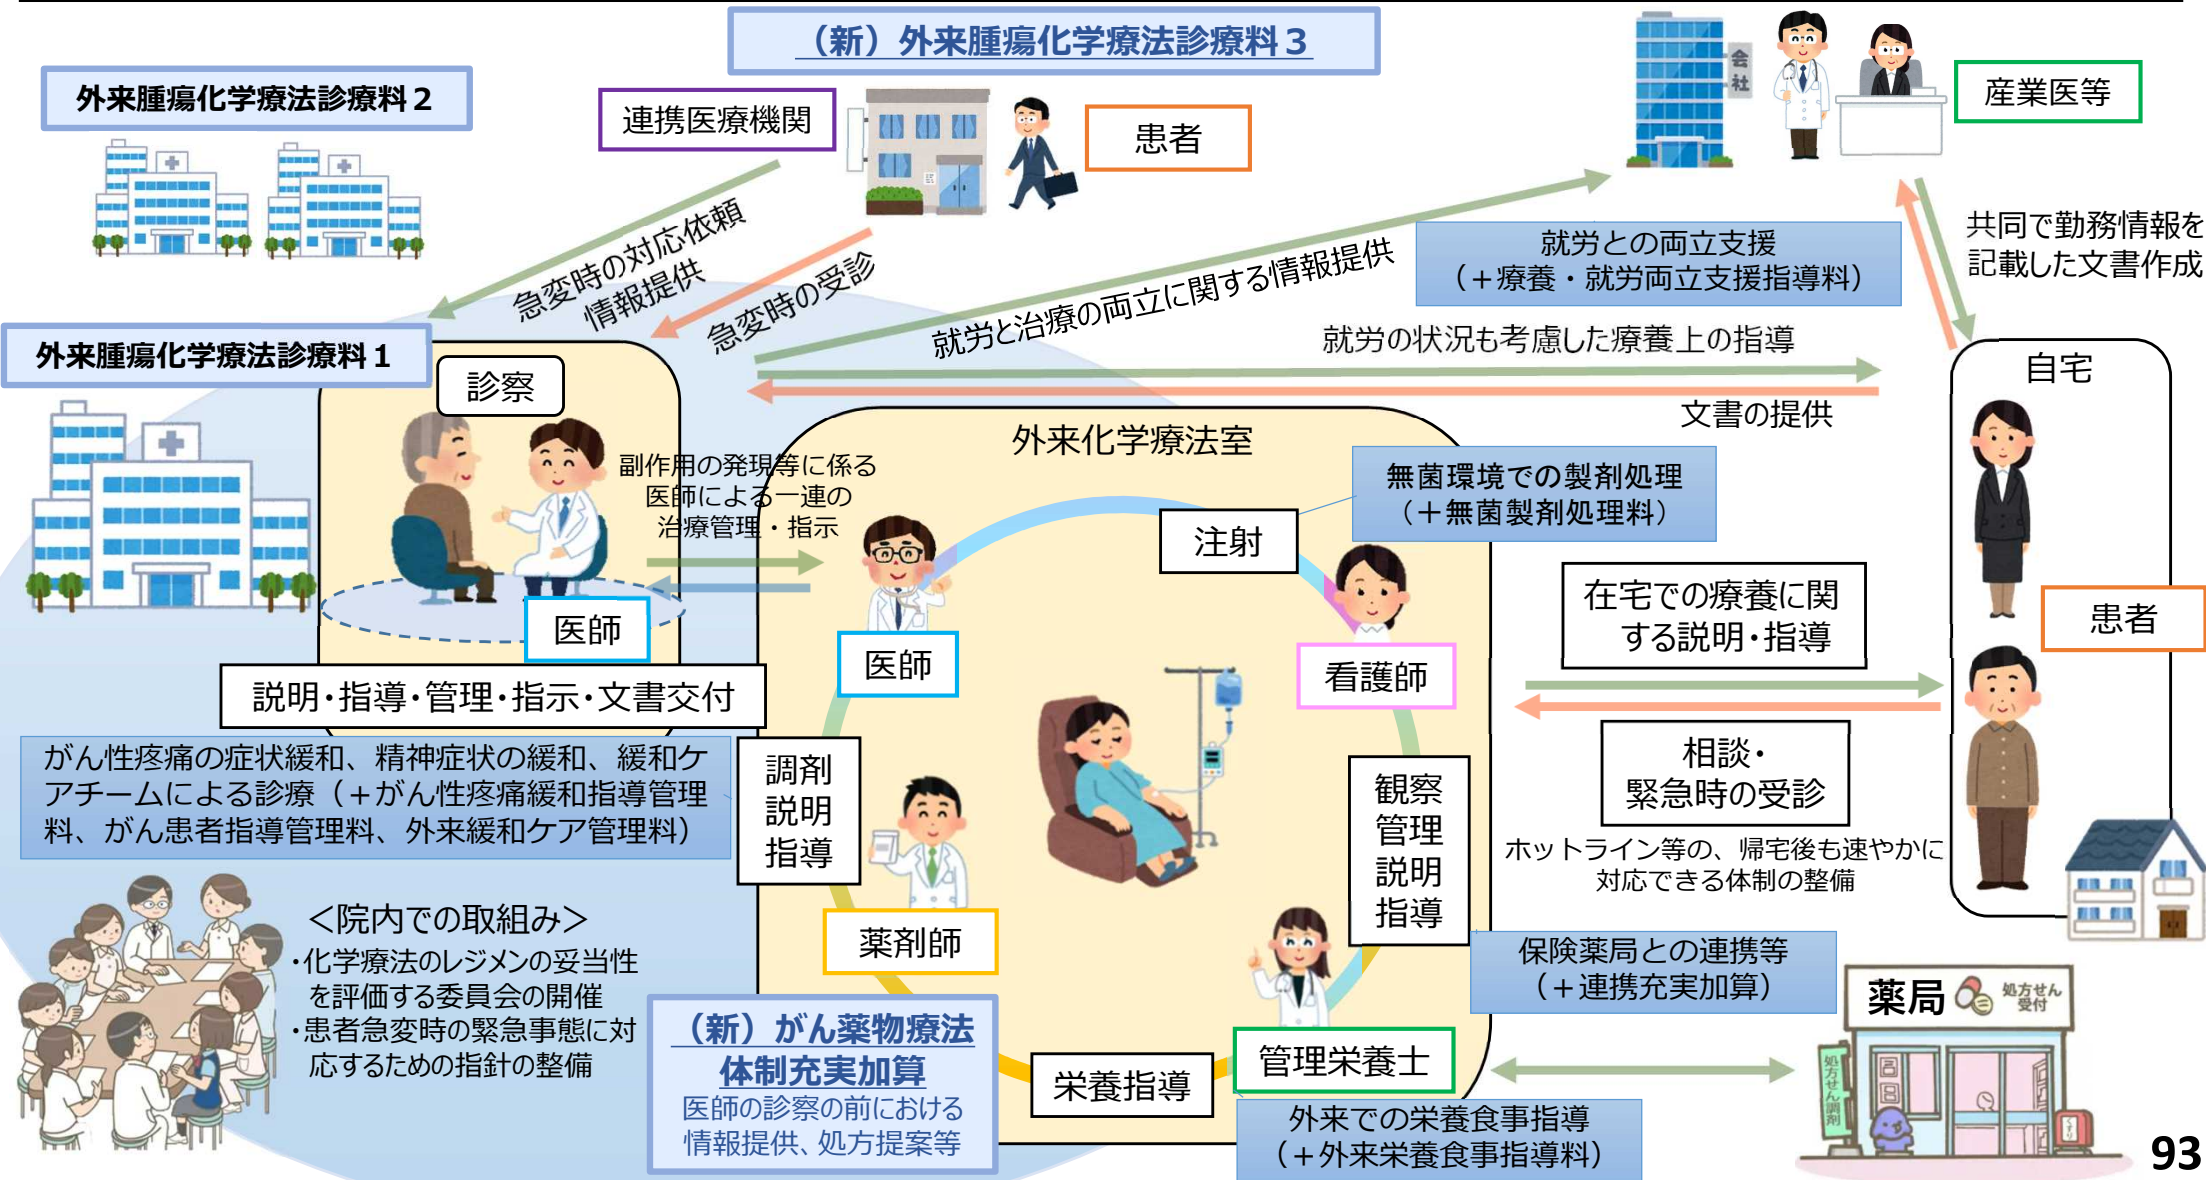 （新）外来腫瘍化学療法診療料３
外来腫瘍化学療法診療料２
連携医療機関
患者
会社
産業医等
急変時の対応依頼
情報提供
急変時の受診
就労と治療の両立に関する情報提供
就労との両立支援
（＋療養・就労両立支援指導料）
共同で勤務情報を
記載した文書作成
外来腫瘍化学療法診療料１
診察
就労の状況も考慮した療養上の指導
文書の提供
自宅
外来化学療法室
副作用の発現等に係る
医師による一連の
治療管理・指示
無菌環境での製剤処理
（＋無菌製剤処理料）
注射
医師
医師
看護師
在宅での療養に関
する説明・指導
患者
説明・指導・管理・指示・文書交付
がん性疼痛の症状緩和、精神症状の緩和、緩和ケ
アチームによる診療（＋がん性疼痛緩和指導管理
料、がん患者指導管理料、外来緩和ケア管理料）
調剤
説明
指導
観察
管理
説明
指導
相談・
緊急時の受診
ホットライン等の、帰宅後も速やかに
対応できる体制の整備
＜院内での取組み＞
・化学療法のレジメンの妥当性
を評価する委員会の開催
・患者急変時の緊急事態に対
応するための指針の整備
薬剤師
保険薬局との連携等
（＋連携充実加算）
（新）がん薬物療法
体制充実加算
医師の診察の前における
情報提供、処方提案等
栄養指導
管理栄養士
外来での栄養食事指導
（＋外来栄養食事指導料）
薬局
処方せん
受付
処方せん調剤
くすり
93